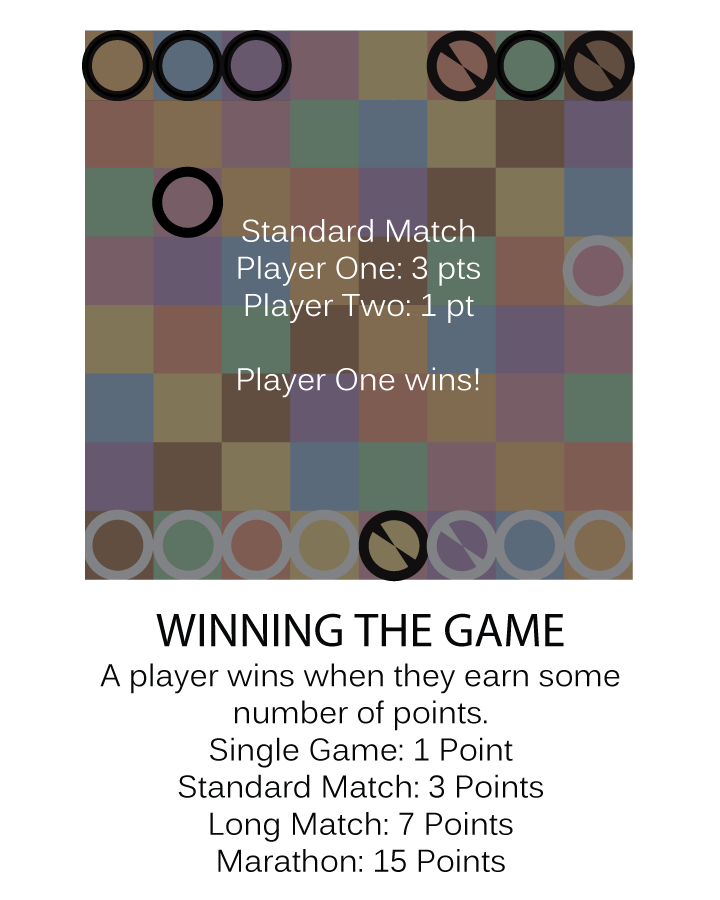 Standard Match
Player One: 3 pts
Player Two: 1 pt
Player One wins!
WINNING THE GAME
A player wins when they earn some
number of points.
Single Game: 1 Point
Standard Match: 3 Points
Long Match: 7 Points
Marathon: 15 Points